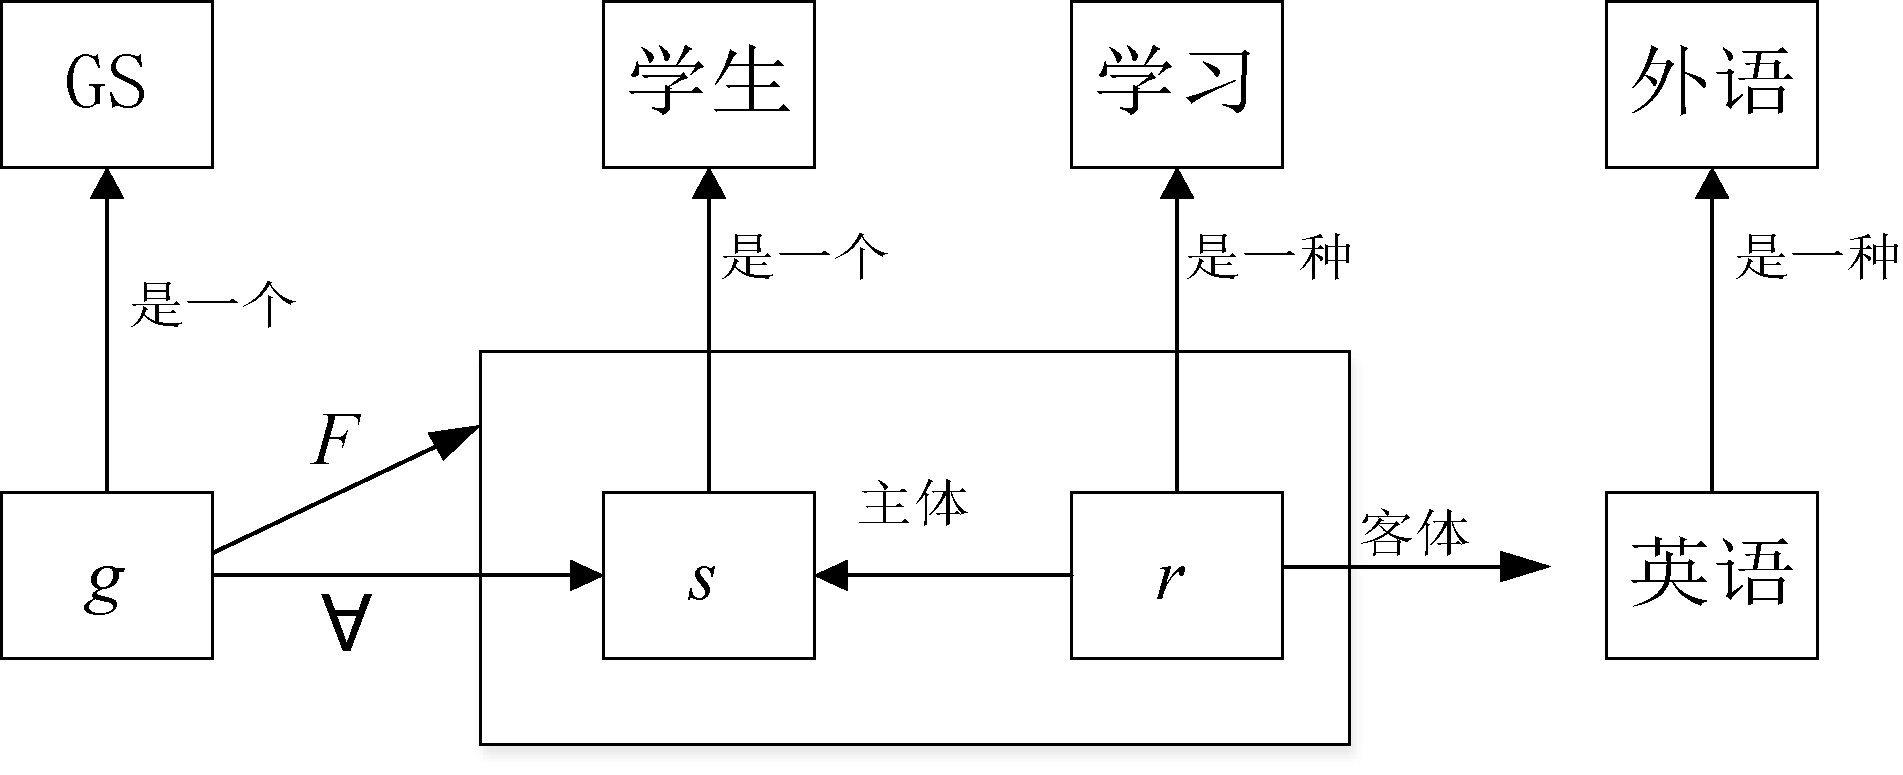 GS
学生
学习
外语
是一个
是一个
是一种
是一种
F
主体
客体
g
∀
s
r
英语